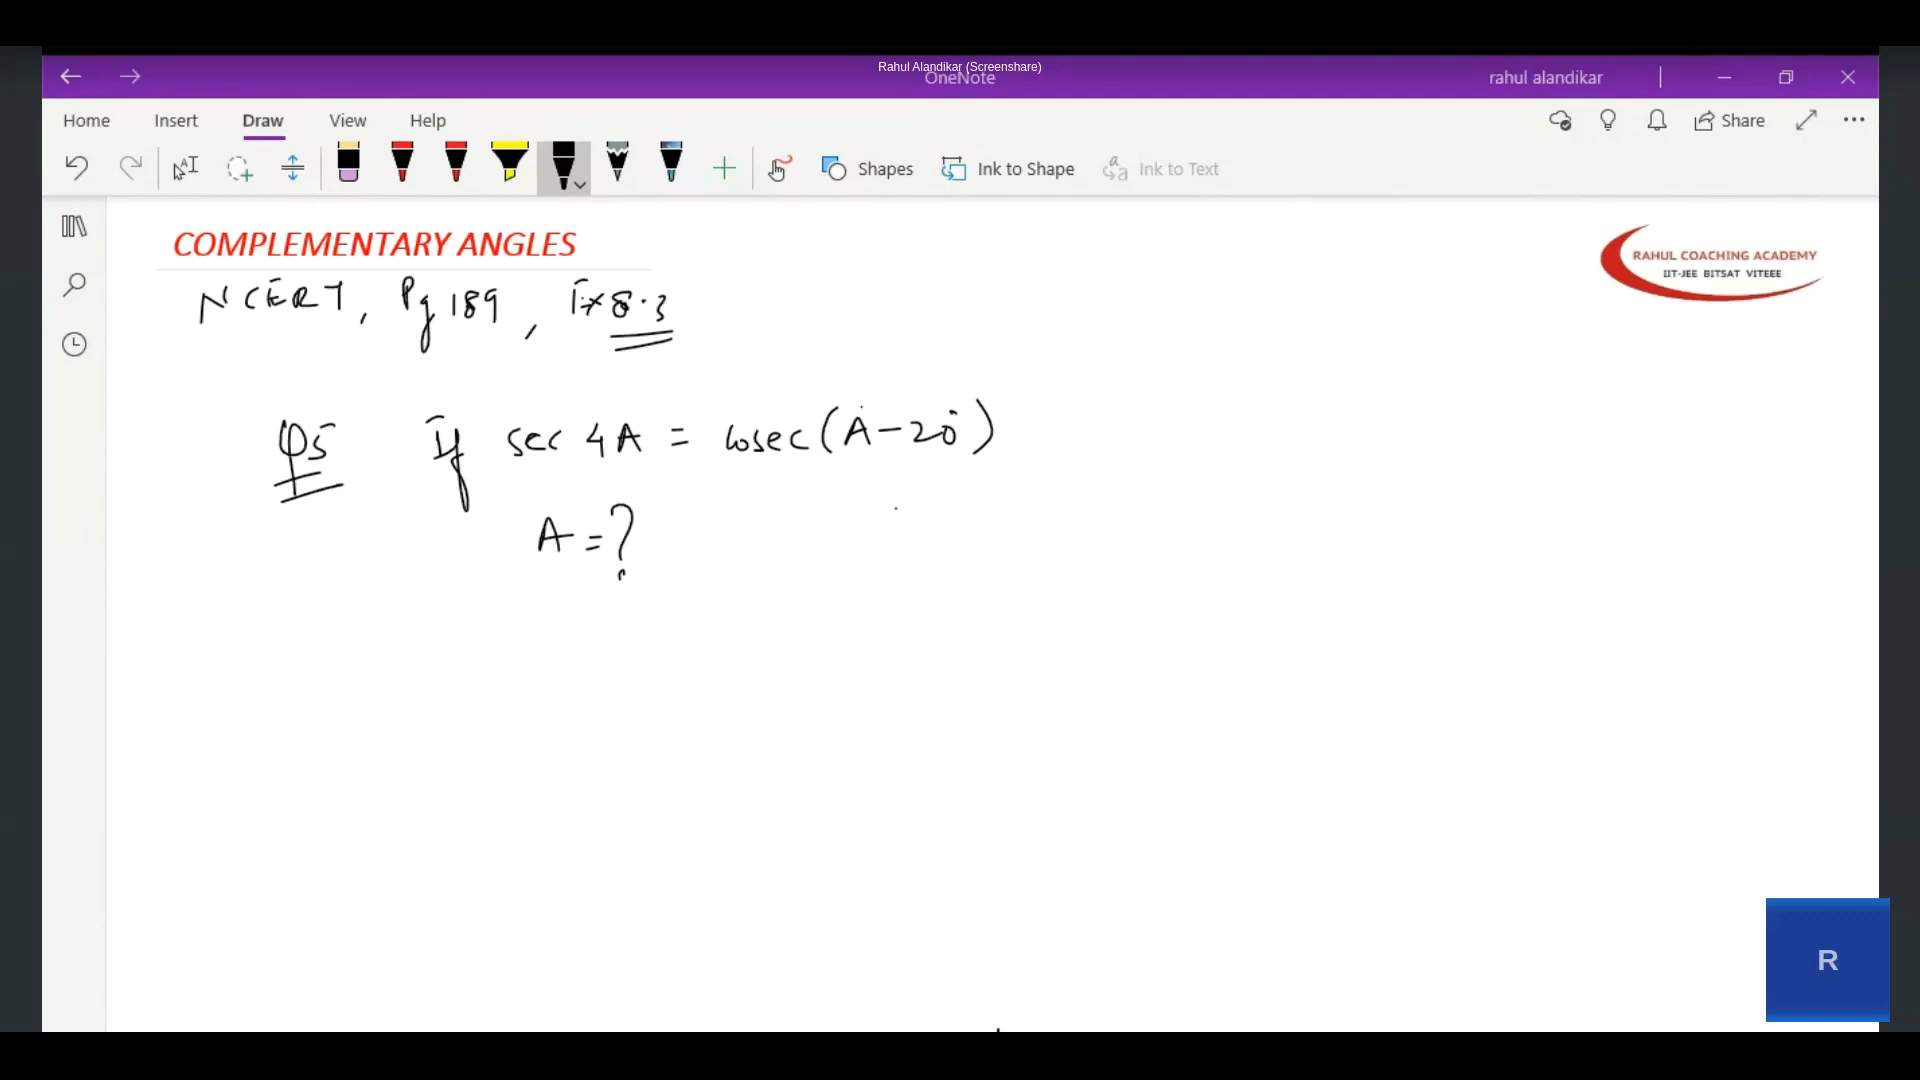 Rahul Alandikar (Screenshare)
OneNote
rahul alandikar
Home Insert Draw View Help
Share
Shapes Ink to Shape Ink to Text
COMPLEMENTARY ANGLES
RAHUL COACHING ACADEMY
IIT-JEE BITSAT VITEEE
NCERT, Pg 189, Ex 8.3
Q5 If sec 4A = cosec (A - 20°)
A = ?
R